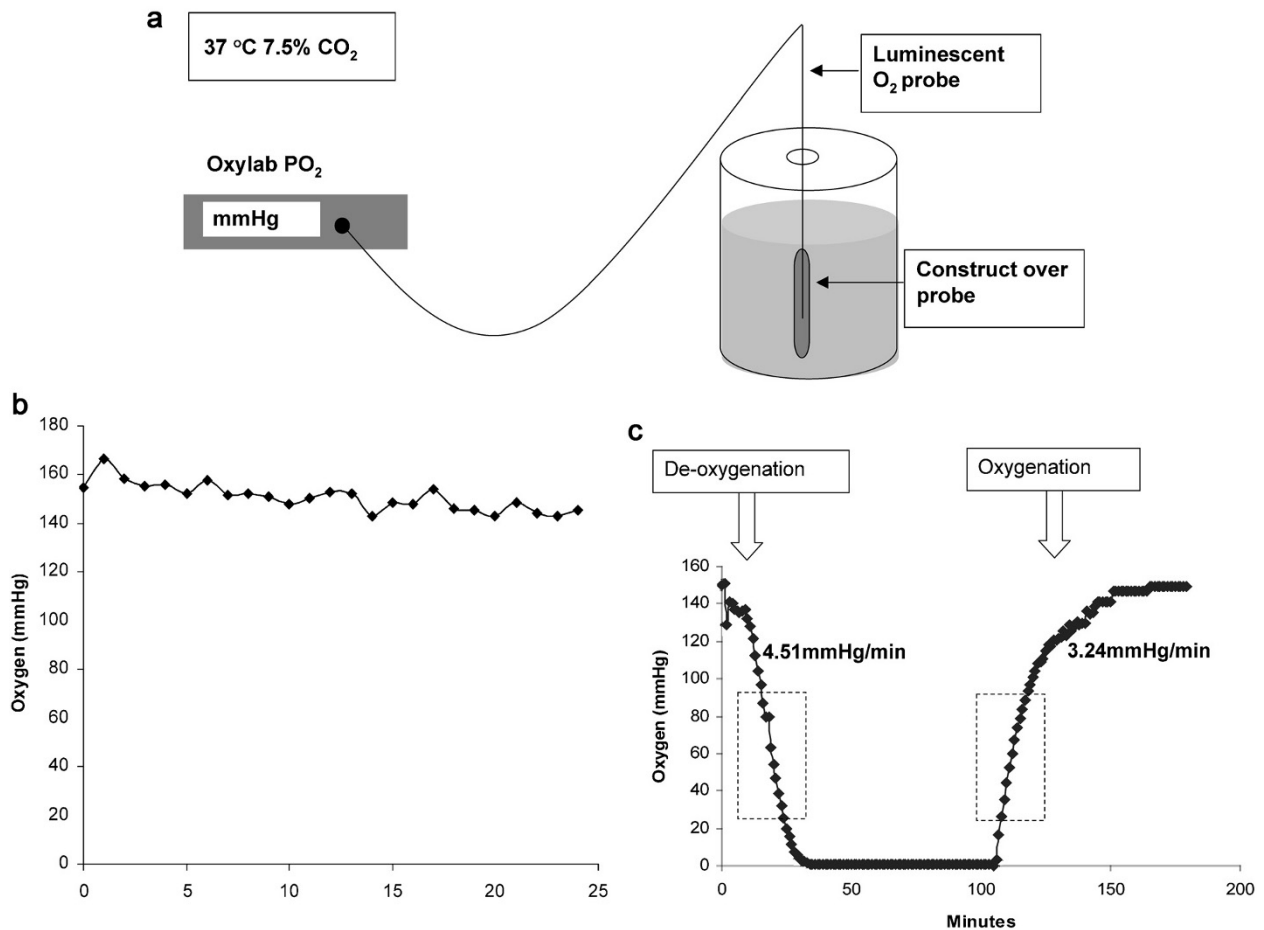 a
37 °C 7.5% CO₂
Luminescent
O₂ probe
Oxylab PO₂
mmHg
Construct over
probe
b
180
160
140
120
100
80
60
40
20
0
0 5 10 15 20 25
Oxygen (mmHg)
c
De-oxygenation
Oxygenation
160
140
120
100
80
60
40
20
0
4.51mmHg/min
3.24mmHg/min
0 50 100 150 200
Oxygen (mmHg)
Minutes